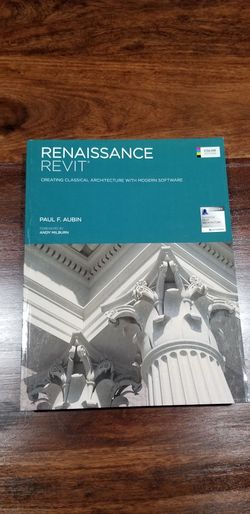 RENAISSANCE
REVIT®
CREATING CLASSICAL ARCHITECTURE WITH MODERN SOFTWARE
PAUL F. AUBIN
FOREWORD BY
ANDY MILBURN